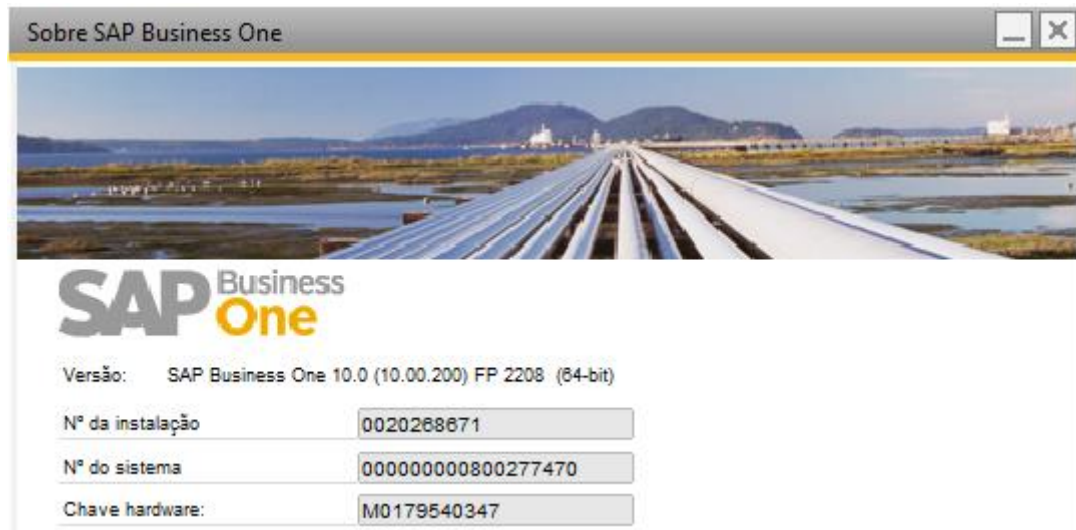 Sobre SAP Business One
SAP Business One
Versão: SAP Business One 10.0 (10.00.200) FP 2208 (64-bit)
Nº da instalação 0020268671
Nº do sistema 000000000800277470
Chave hardware: M0179540347